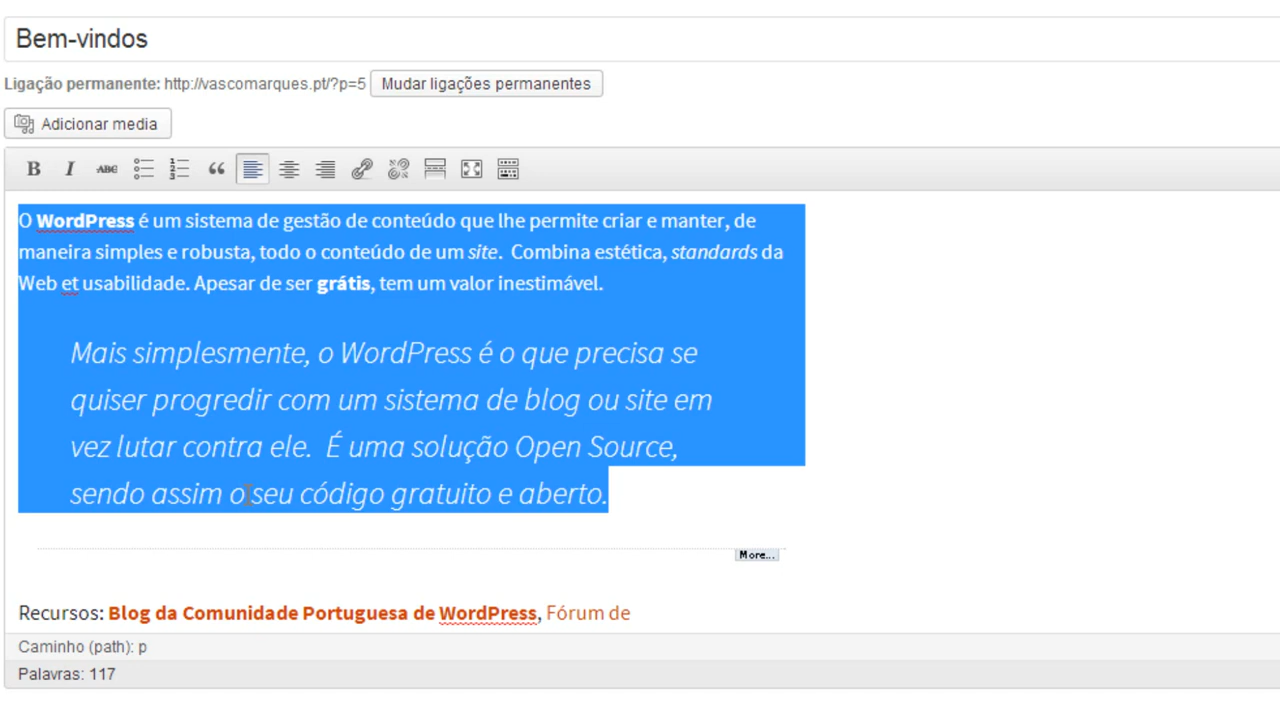 Bem-vindos
Ligação permanente: http://vascomarques.pt/?p=5 Mudar ligações permanentes
Adicionar media
B I ABC
O WordPress é um sistema de gestão de conteúdo que lhe permite criar e manter, de
maneira simples e robusta, todo o conteúdo de um site.  Combina estética, standards da
Web et usabilidade. Apesar de ser grátis, tem um valor inestimável.
Mais simplesmente, o WordPress é o que precisa se
quiser progredir com um sistema de blog ou site em
vez lutar contra ele.  É uma solução Open Source,
sendo assim o seu código gratuito e aberto.
More...
Recursos: Blog da Comunidade Portuguesa de WordPress, Fórum de
Caminho (path): p
Palavras: 117